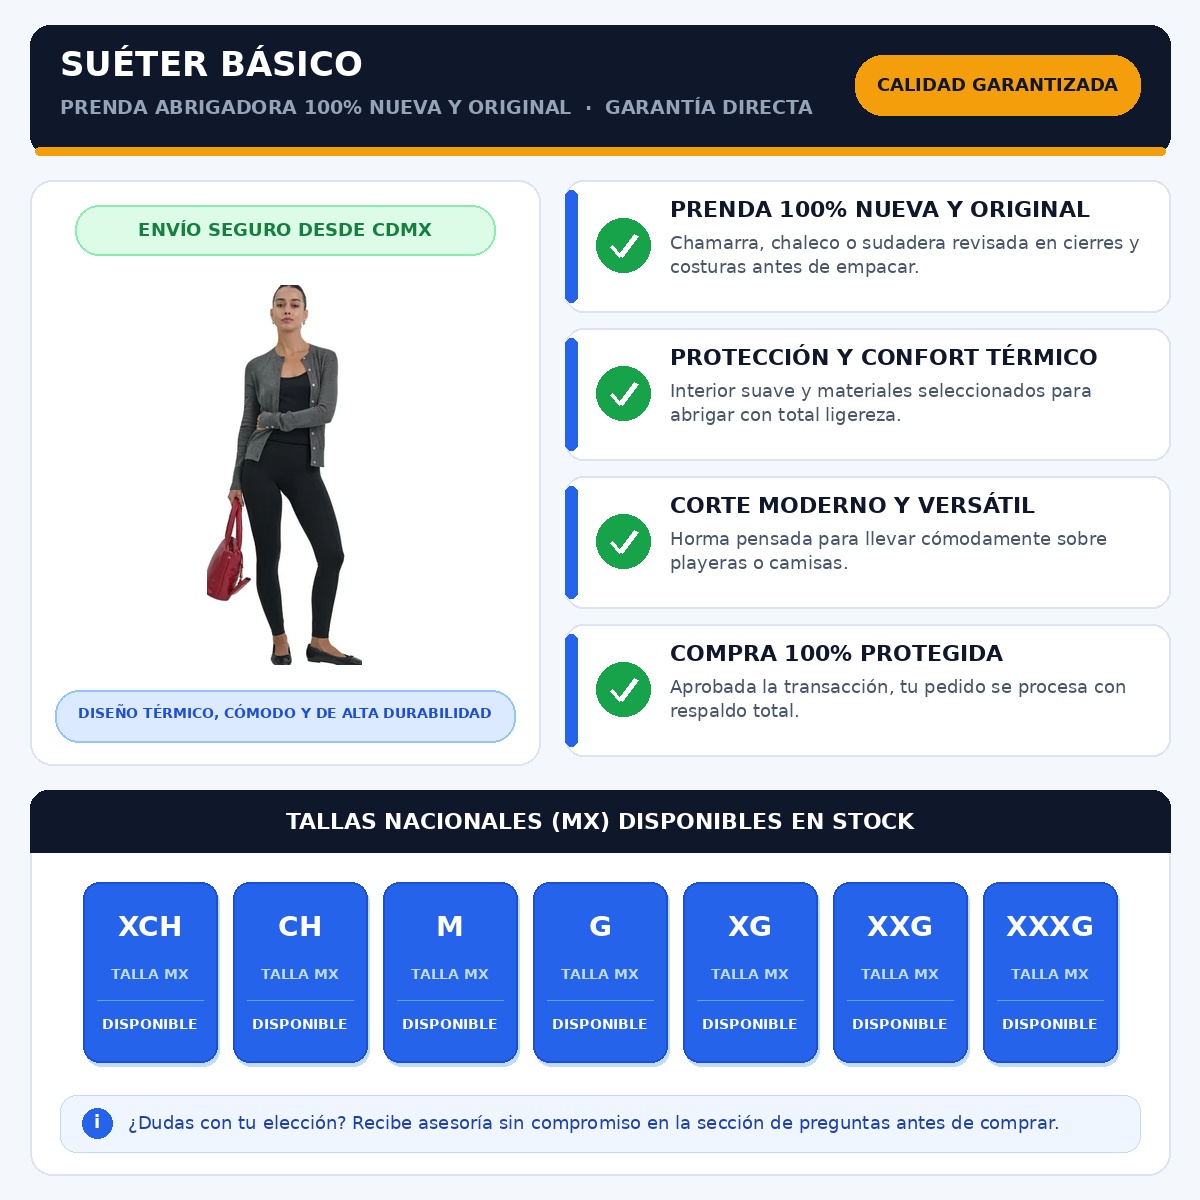 SUÉTER BÁSICO
PRENDA ABRIGADORA 100% NUEVA Y ORIGINAL · GARANTÍA DIRECTA
CALIDAD GARANTIZADA
ENVÍO SEGURO DESDE CDMX
DISEÑO TÉRMICO, CÓMODO Y DE ALTA DURABILIDAD
PRENDA 100% NUEVA Y ORIGINAL
Chamarra, chaleco o sudadera revisada en cierres y
costuras antes de empacar.
PROTECCIÓN Y CONFORT TÉRMICO
Interior suave y materiales seleccionados para
abrigar con total ligereza.
CORTE MODERNO Y VERSÁTIL
Horma pensada para llevar cómodamente sobre
playeras o camisas.
COMPRA 100% PROTEGIDA
Aprobada la transacción, tu pedido se procesa con
respaldo total.
TALLAS NACIONALES (MX) DISPONIBLES EN STOCK
XCH
TALLA MX
DISPONIBLE
CH
TALLA MX
DISPONIBLE
M
TALLA MX
DISPONIBLE
G
TALLA MX
DISPONIBLE
XG
TALLA MX
DISPONIBLE
XXG
TALLA MX
DISPONIBLE
XXXG
TALLA MX
DISPONIBLE
i ¿Dudas con tu elección? Recibe asesoría sin compromiso en la sección de preguntas antes de comprar.